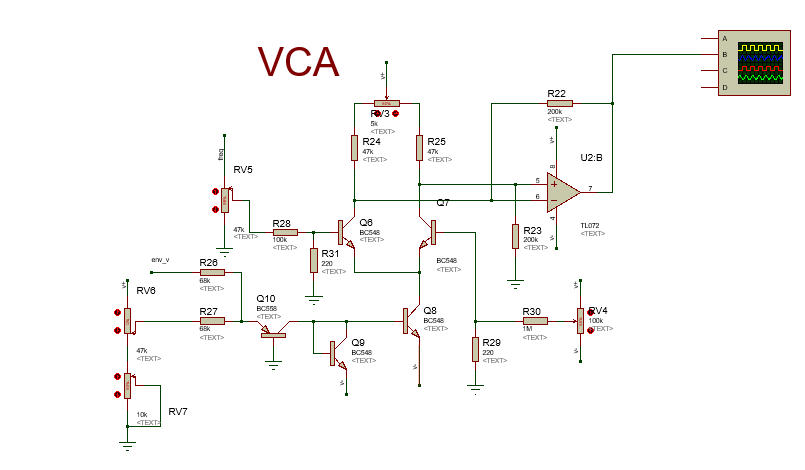 VCA
A
B
C
D
v+
RV3
5k
<TEXT>
R22
200k
<TEXT>
R24
47k
<TEXT>
R25
47k
<TEXT>
v+
U2:B
8
5
6
7
4
v-
TL072
<TEXT>
freq
RV5
47k
<TEXT>
R28
100k
<TEXT>
Q6
BC548
<TEXT>
Q7
BC548
<TEXT>
R23
200k
<TEXT>
R31
220
<TEXT>
env_v
R26
68k
<TEXT>
v+
RV6
47k
<TEXT>
R27
68k
<TEXT>
Q10
BC558
<TEXT>
Q8
BC548
<TEXT>
Q9
BC548
<TEXT>
v-
v-
R30
1M
<TEXT>
v+
RV4
100k
<TEXT>
v-
R29
220
<TEXT>
10k
<TEXT>
RV7